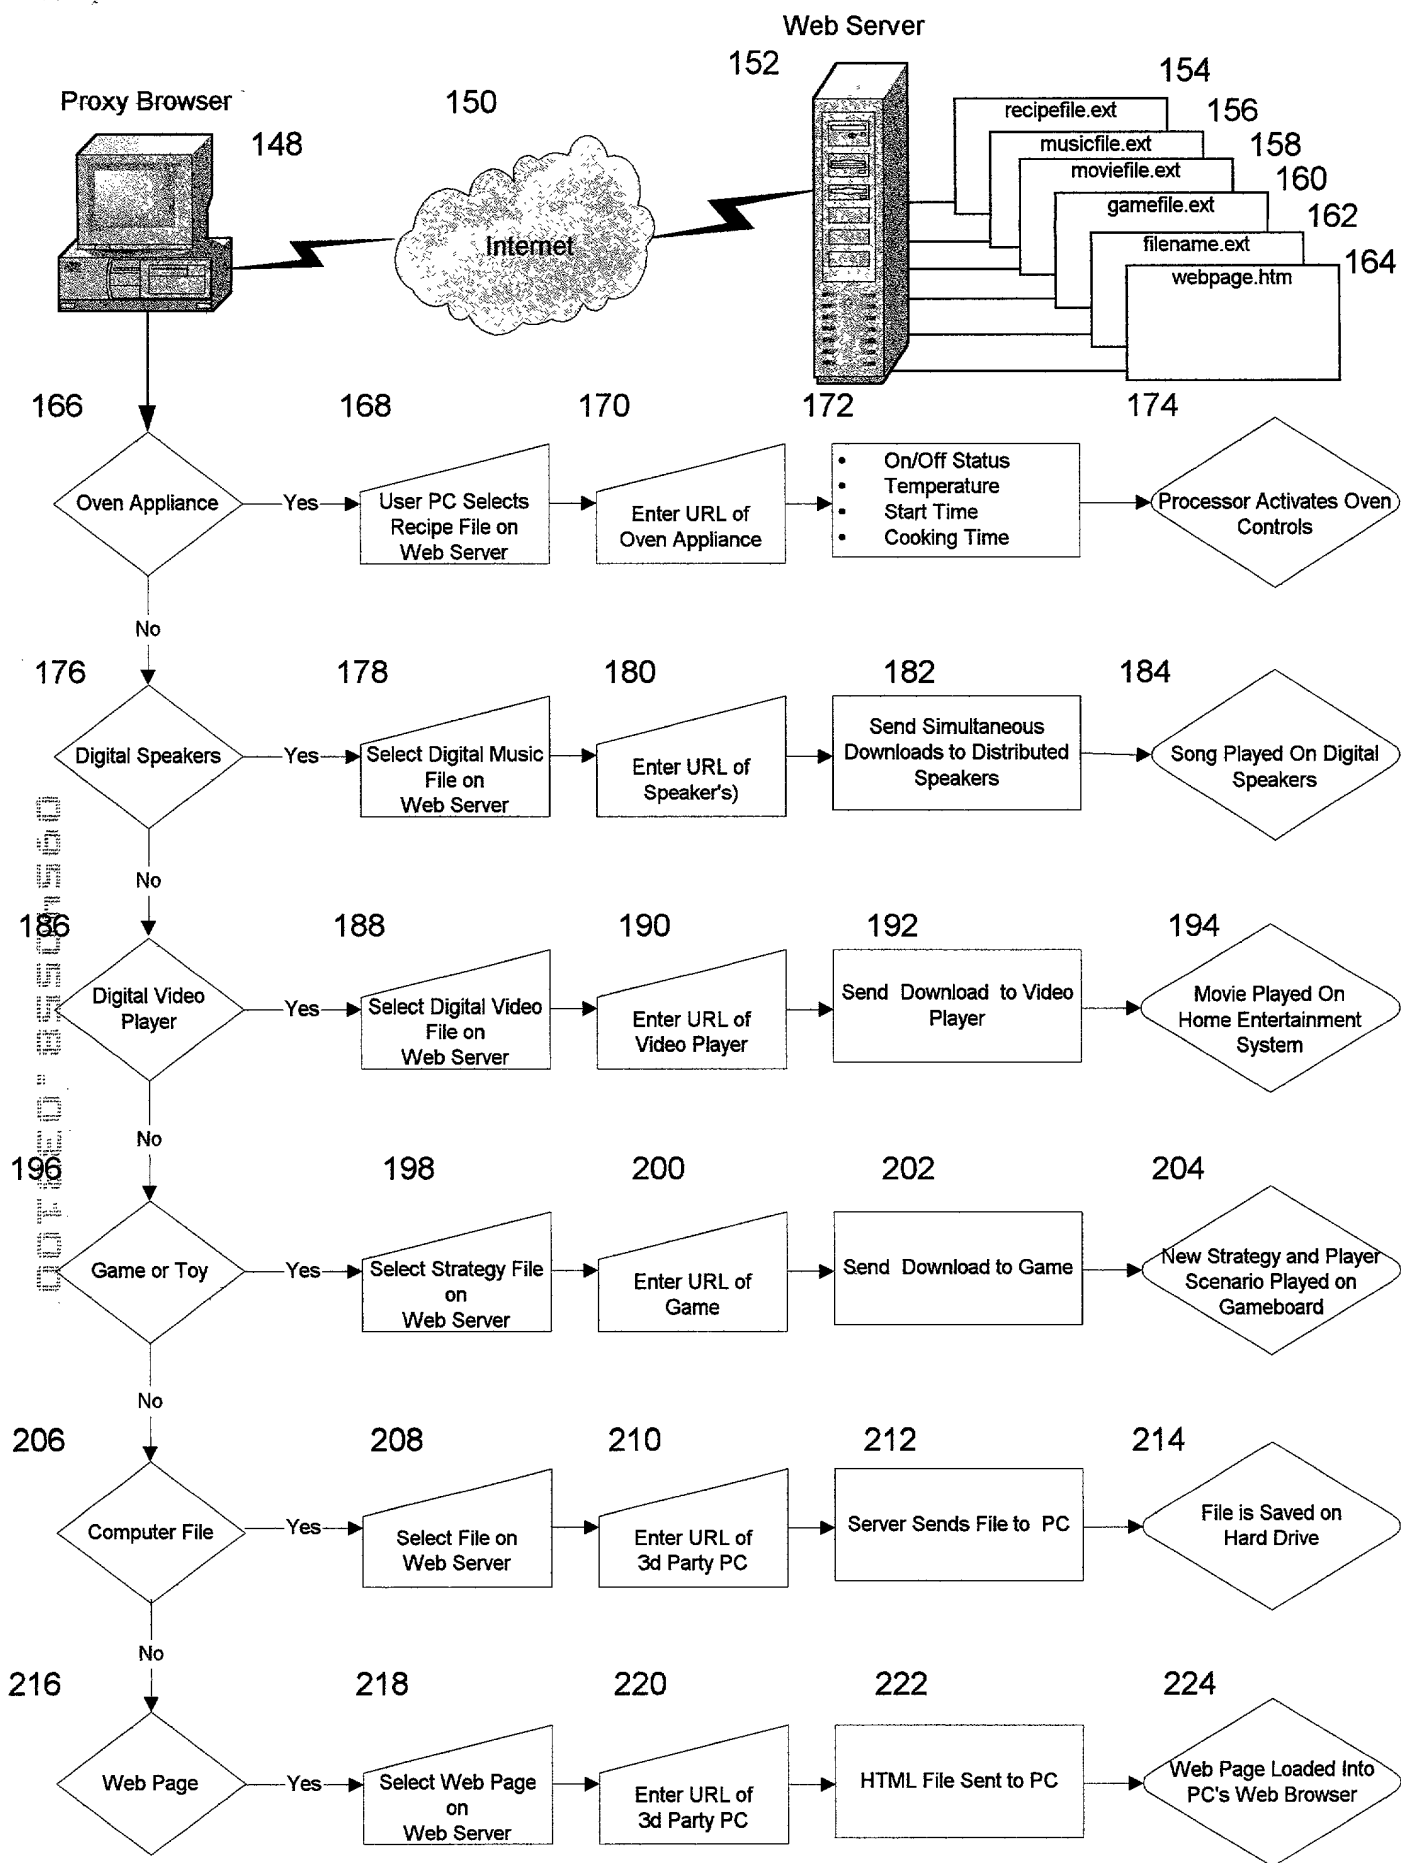 Web Server
152
154
Proxy Browser
150
recipefile.ext
156
148
musicfile.ext
158
moviefile.ext
160
gamefile.ext
162
Internet
filename.ext
164
webpage.htm
166
168
170
172
174
Oven Appliance
Yes
User PC Selects
Recipe File on
Web Server
Enter URL of
Oven Appliance
• On/Off Status
• Temperature
• Start Time
• Cooking Time
Processor Activates Oven
Controls
No
176
178
180
182
184
Digital Speakers
Yes
Select Digital Music
File on
Web Server
Enter URL of
Speaker's)
Send Simultaneous
Downloads to Distributed
Speakers
Song Played On Digital
Speakers
No
186
188
190
192
194
Digital Video
Player
Yes
Select Digital Video
File on
Web Server
Enter URL of
Video Player
Send Download to Video
Player
Movie Played On
Home Entertainment
System
No
196
198
200
202
204
Game or Toy
Yes
Select Strategy File
on
Web Server
Enter URL of
Game
Send Download to Game
New Strategy and Player
Scenario Played on
Gameboard
No
206
208
210
212
214
Computer File
Yes
Select File on
Web Server
Enter URL of
3d Party PC
Server Sends File to PC
File is Saved on
Hard Drive
No
216
218
220
222
224
Web Page
Yes
Select Web Page
on
Web Server
Enter URL of
3d Party PC
HTML File Sent to PC
Web Page Loaded Into
PC's Web Browser